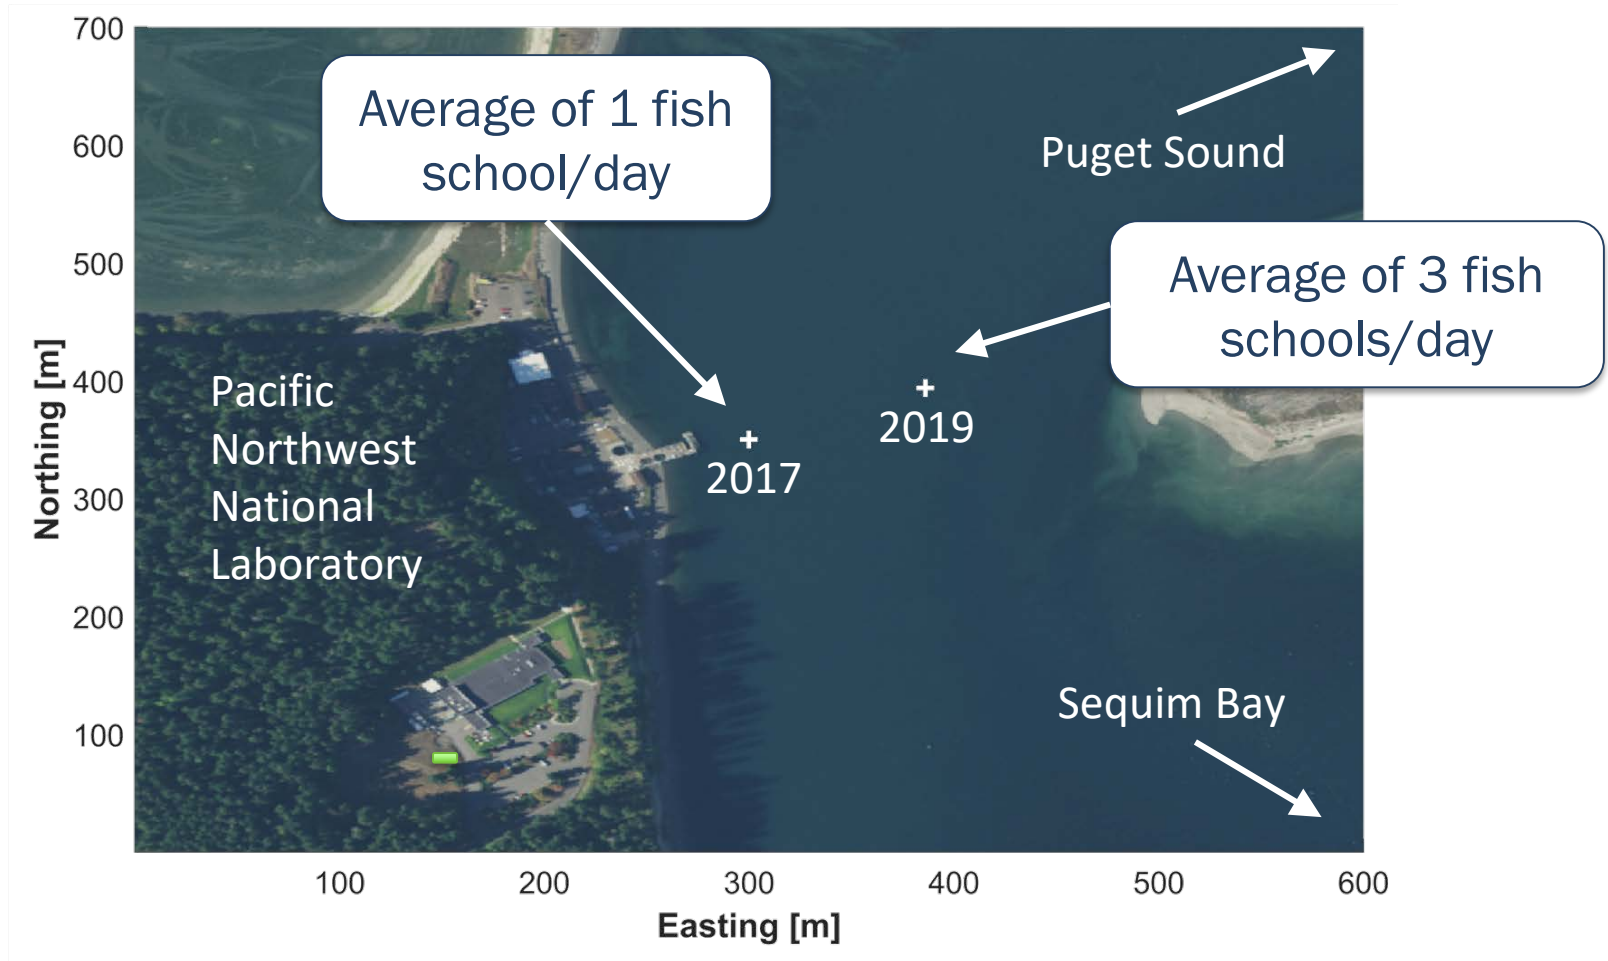 700
600
500
400
300
200
100
Northing [m]
Average of 1 fish
school/day
Puget Sound
Average of 3 fish
schools/day
Pacific
Northwest
National
Laboratory
2017
2019
Sequim Bay
100
200
300
400
500
600
Easting [m]